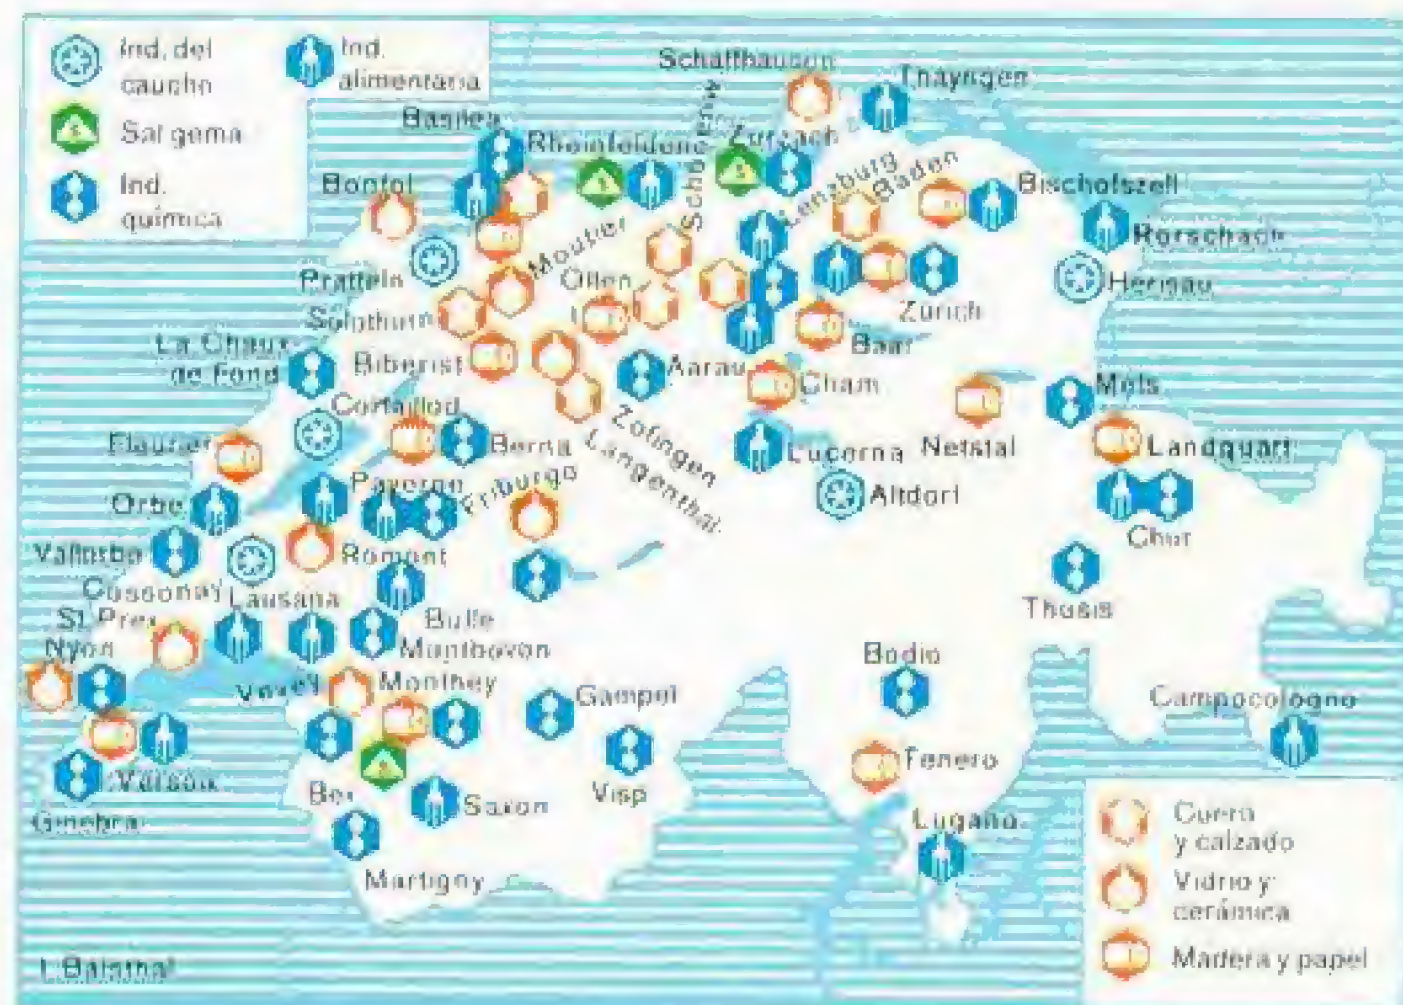 Ind. del
caucho
Ind.
alimentaria
Sal gema
Ind.
química
Schaffhausen
Thayngen
Basilea
Rheinfelden
Zurzach
Lenzburg
Baden
Bonfol
Bischofszell
Rorschach
Moutier
Pratteln
Olten
Herisau
Solothurn
Zürich
La Chaux
de Fond
Biberist
Aarau
Baar
Cham
Mels
Cortaillod
Zofingen
Langenthal
Flaurier
Berna
Lucerna
Netstal
Landquart
Orbe
Payerne
Friburgo
Altdorf
Chur
Vallorbe
Romont
Cossonay
Lausana
Thusis
St Prex
Bulle
Nyon
Montbovon
Bodio
Vevey
Monthey
Gampel
Campocologno
Versoix
Tenero
Ginebra
Bex
Saxon
Visp
Lugano
Martigny
Cuero
y calzado
Vidrio y
cerámica
Madera y papel